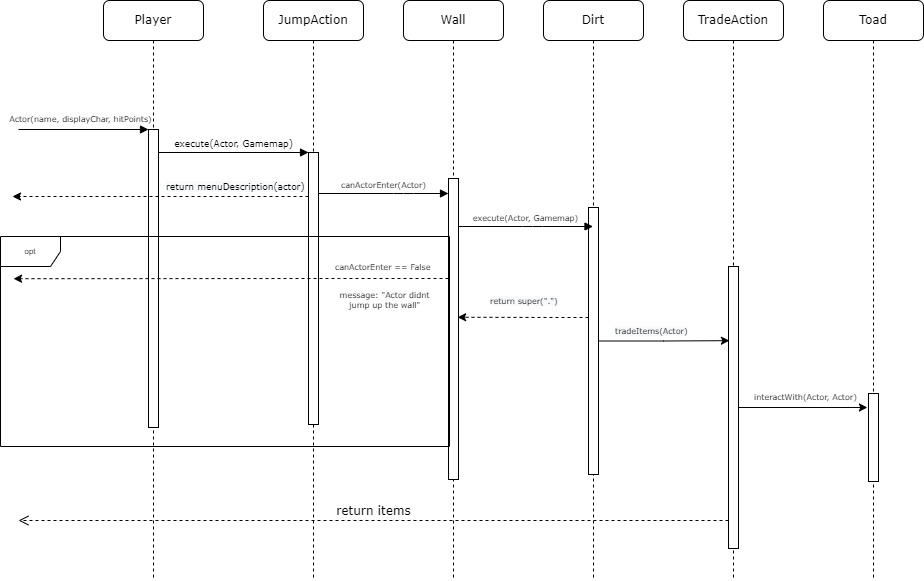 Player
JumpAction
Wall
Dirt
TradeAction
Toad
Actor(name, displayChar, hitPoints)
execute(Actor, Gamemap)
return menuDescription(actor)
canActorEnter(Actor)
execute(Actor, Gamemap)
opt
canActorEnter == False
message: "Actor didnt
jump up the wall"
return super(".")
tradeItems(Actor)
interactWith(Actor, Actor)
return items